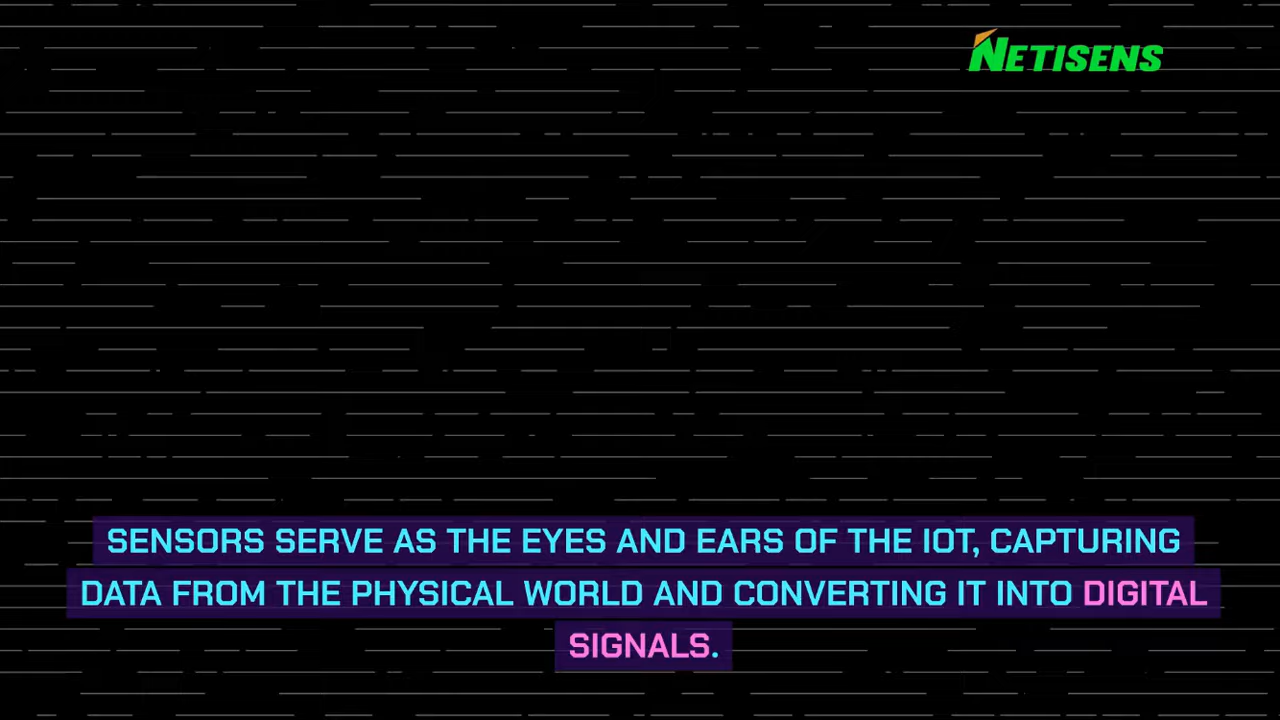 NETISENS
SENSORS SERVE AS THE EYES AND EARS OF THE IOT, CAPTURING
DATA FROM THE PHYSICAL WORLD AND CONVERTING IT INTO DIGITAL
SIGNALS.